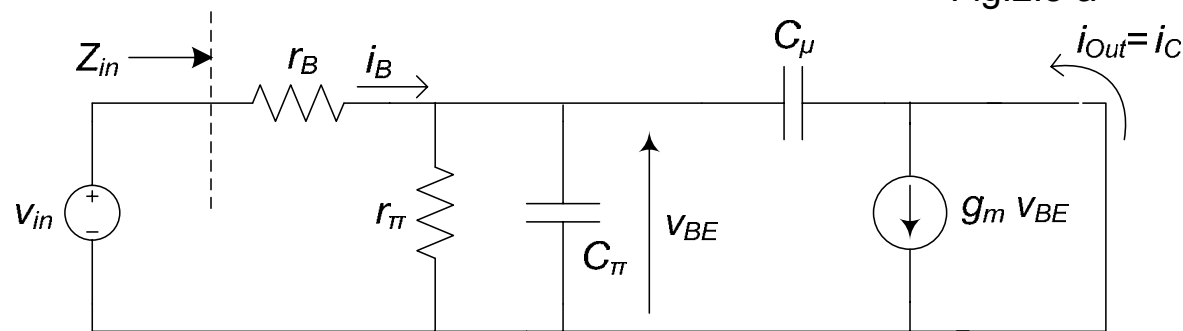 Z_in
r_B
i_B
C_μ
i_Out= i_C
v_in
+
−
r_π
C_π
v_BE
g_m v_BE